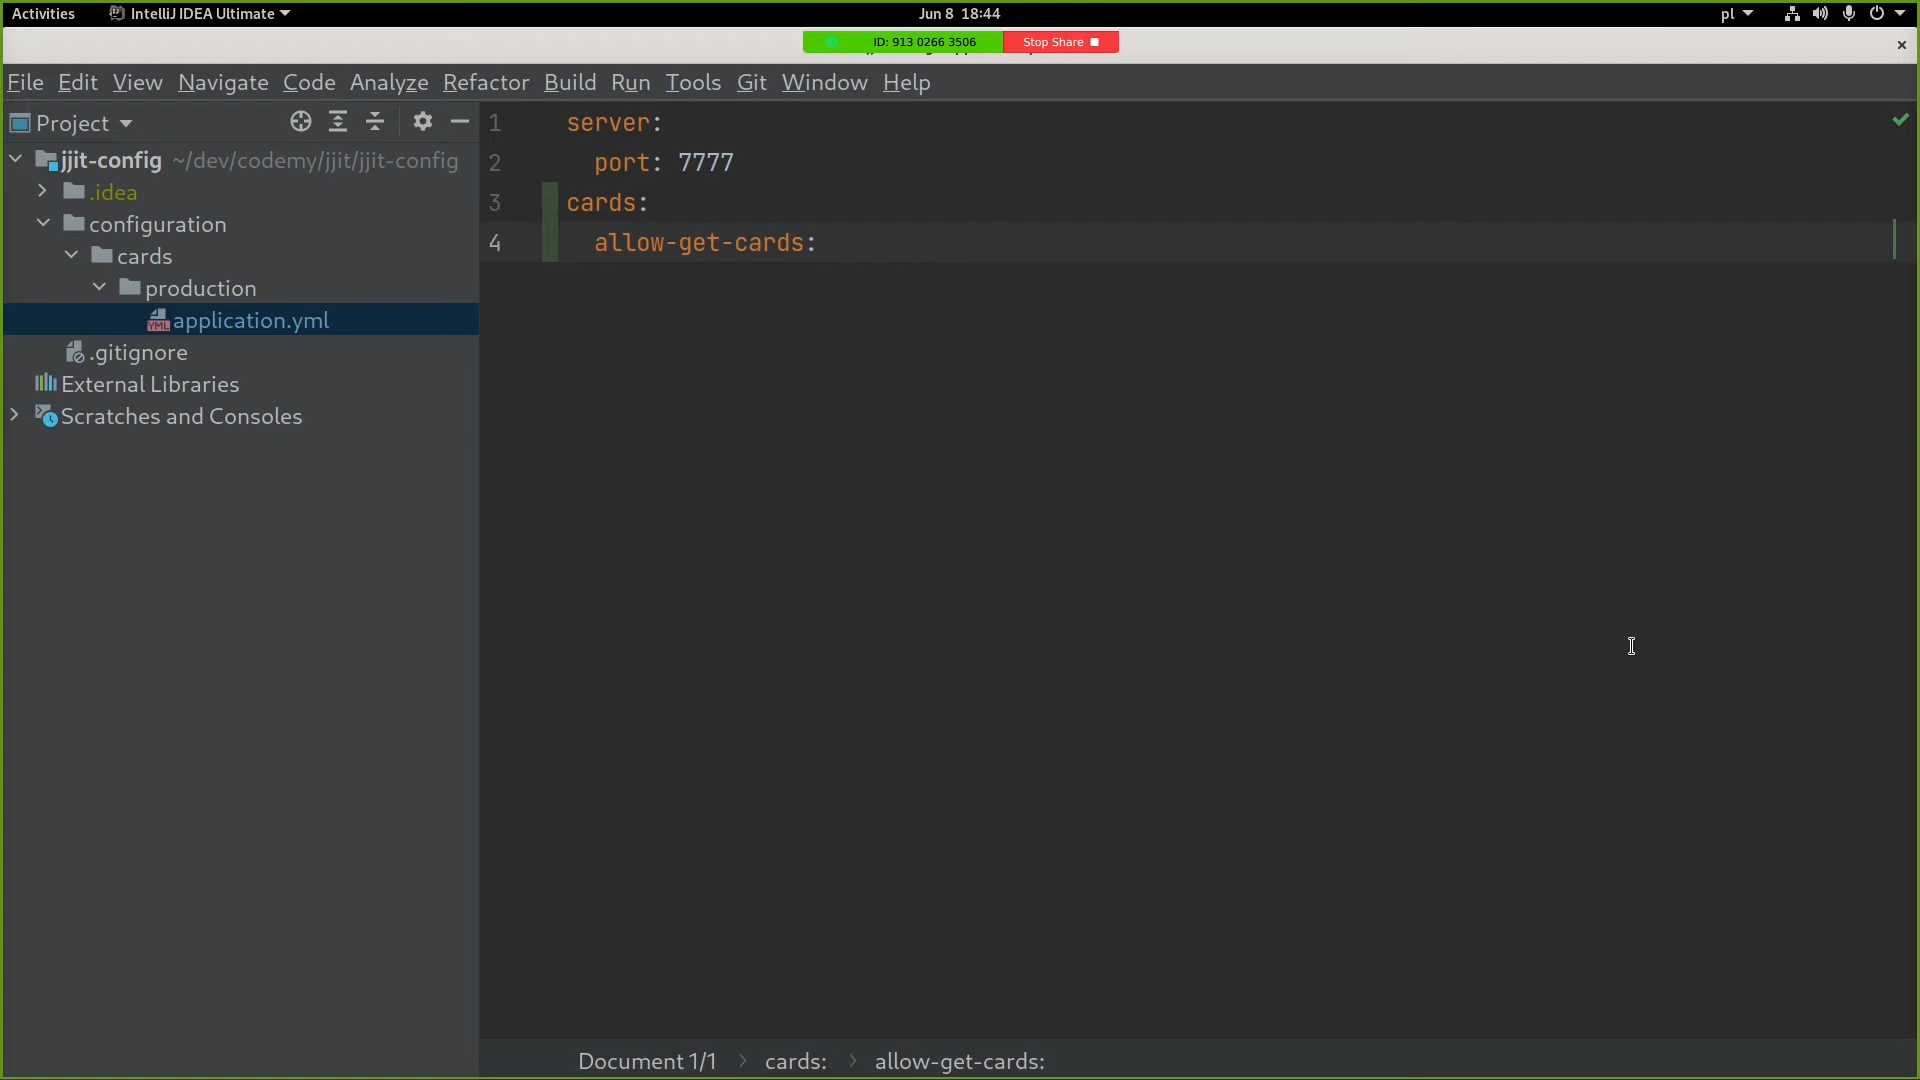 Activities IntelliJ IDEA Ultimate Jun 8 18:44 pl
ID: 913 0266 3506 Stop Share
File Edit View Navigate Code Analyze Refactor Build Run Tools Git Window Help
Project
jjit-config ~/dev/codemy/jjit/jjit-config
.idea
configuration
cards
production
YML application.yml
.gitignore
External Libraries
Scratches and Consoles
1 server:
2 port: 7777
3 cards:
4 allow-get-cards:
Document 1/1 > cards: > allow-get-cards: